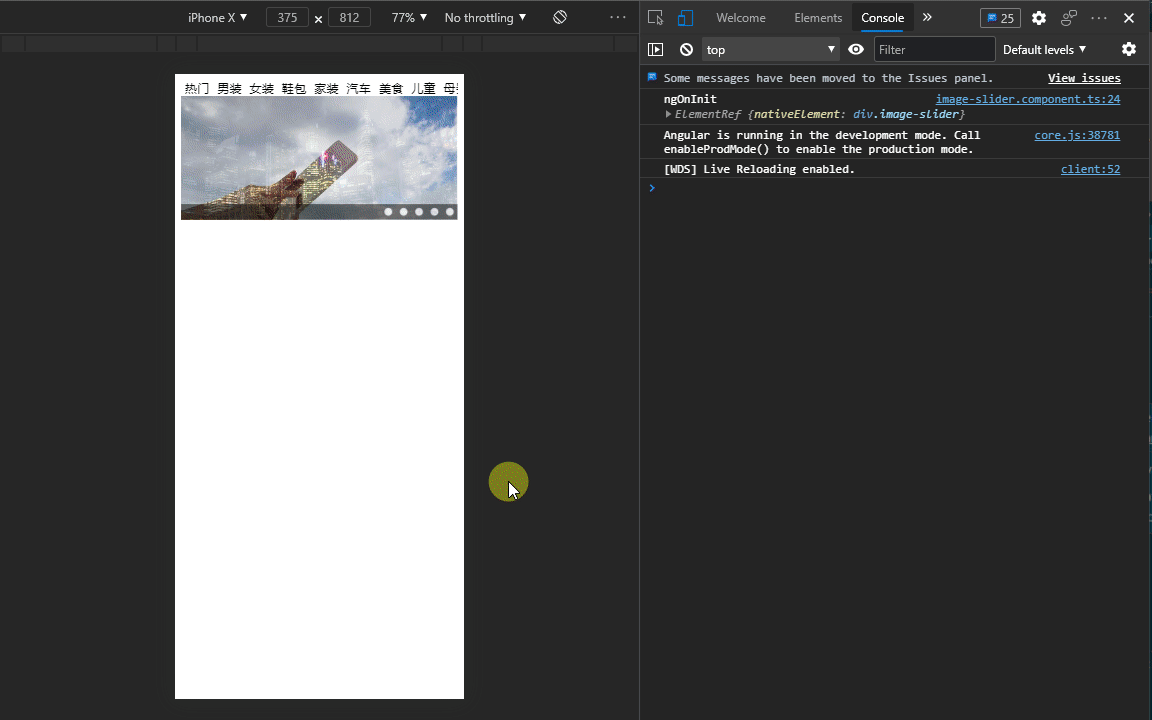 iPhone X 375 × 812 77% No throttling ···
Welcome Elements Console » 25 ···
top Filter Default levels
Some messages have been moved to the Issues panel. View issues
ngOnInit image-slider.component.ts:24
ElementRef {nativeElement: div.image-slider}
Angular is running in the development mode. Call core.js:38781
enableProdMode() to enable the production mode.
[WDS] Live Reloading enabled. client:52
热门 男装 女装 鞋包 家装 汽车 美食 儿童